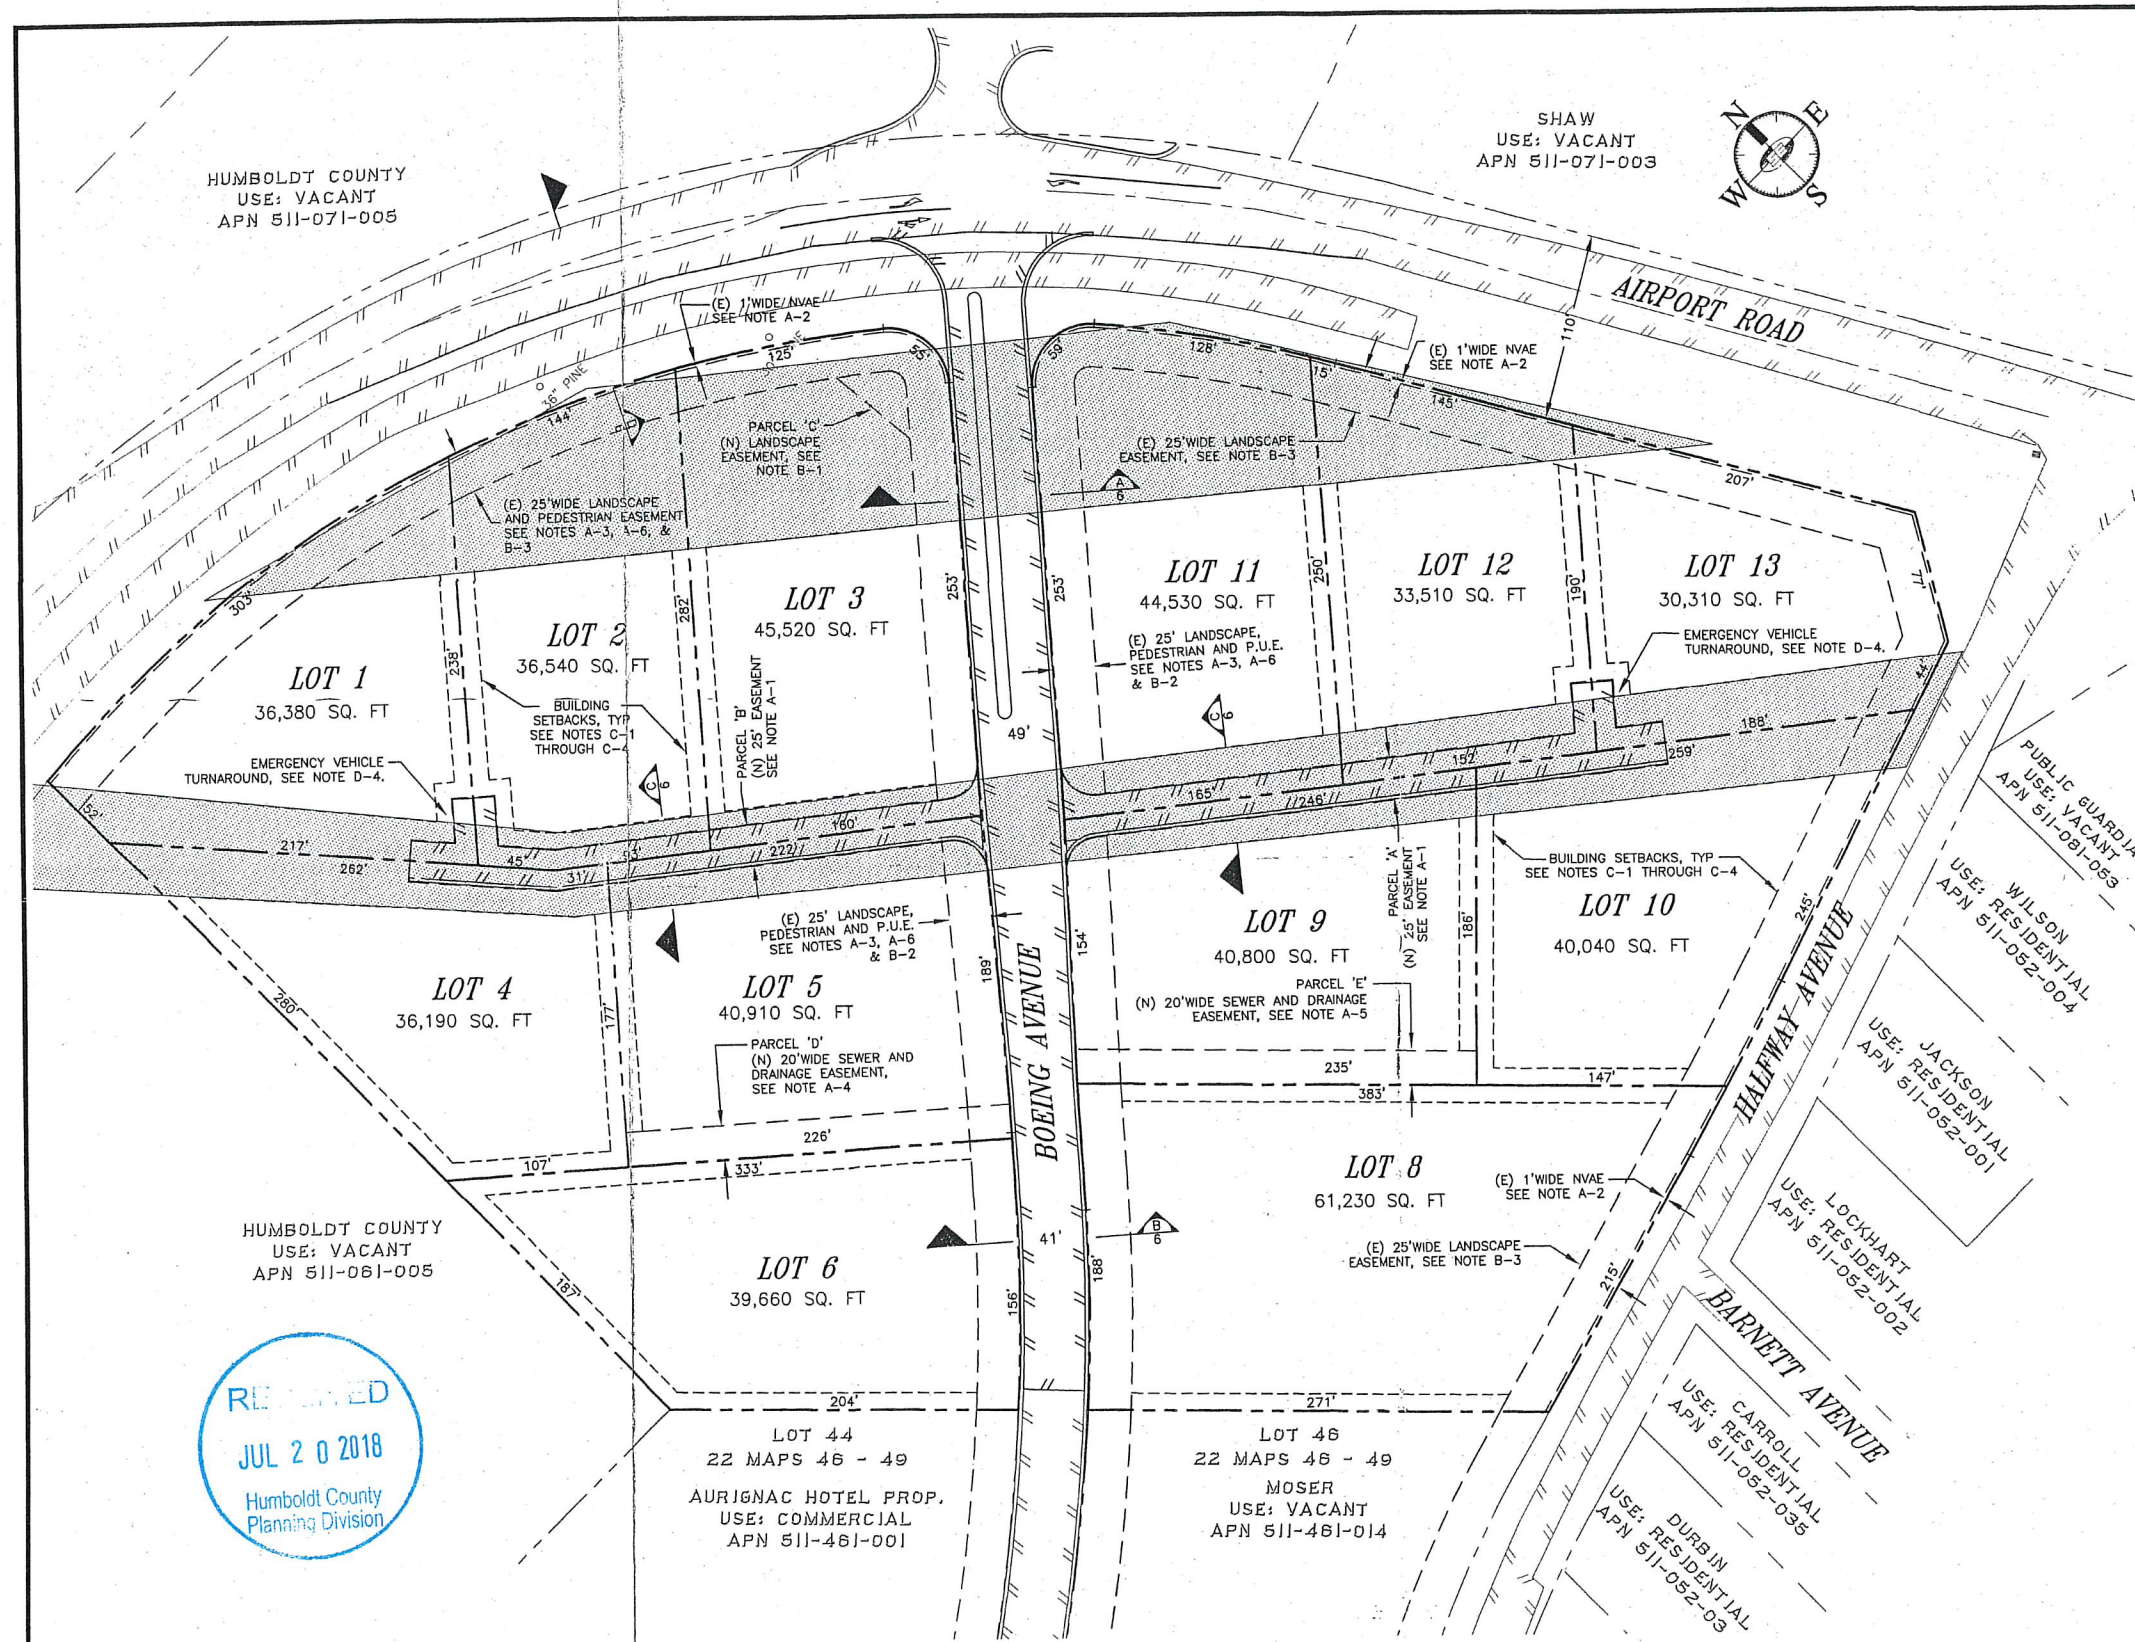 HUMBOLDT COUNTY
USE: VACANT
APN 511-071-005
SHAW
USE: VACANT
APN 511-071-003
N
E
W
S
AIRPORT ROAD
110'
(E) 1'WIDE NVAE
SEE NOTE A-2
125'
55'
36" PINE
144'
59'
128'
15'
145'
(E) 1'WIDE NVAE
SEE NOTE A-2
207'
77'
44'
PARCEL 'C'
(N) LANDSCAPE
EASEMENT, SEE
NOTE B-1
(E) 25'WIDE LANDSCAPE
EASEMENT, SEE NOTE B-3
A
6
(E) 25'WIDE LANDSCAPE
AND PEDESTRIAN EASEMENT
SEE NOTES A-3, A-6, &
B-3
303'
LOT 1
36,380 SQ. FT
238'
LOT 2
36,540 SQ. FT
282'
LOT 3
45,520 SQ. FT
253'
253'
LOT 11
44,530 SQ. FT
250'
LOT 12
33,510 SQ. FT
190'
LOT 13
30,310 SQ. FT
(E) 25' LANDSCAPE,
PEDESTRIAN AND P.U.E.
SEE NOTES A-3, A-6
& B-2
EMERGENCY VEHICLE
TURNAROUND, SEE NOTE D-4.
BUILDING
SETBACKS, TYP
SEE NOTES C-1
THROUGH C-4
PARCEL 'B'
(N) 25' EASEMENT
SEE NOTE A-1
C
6
C
6
49'
EMERGENCY VEHICLE
TURNAROUND, SEE NOTE D-4.
52'
217'
262'
45'
31'
93'
222'
160'
165'
246'
152'
259'
188'
PARCEL 'A'
(N) 25' EASEMENT
SEE NOTE A-1
BUILDING SETBACKS, TYP
SEE NOTES C-1 THROUGH C-4
(E) 25' LANDSCAPE,
PEDESTRIAN AND P.U.E.
SEE NOTES A-3, A-6
& B-2
LOT 4
36,190 SQ. FT
280'
177'
LOT 5
40,910 SQ. FT
189'
154'
LOT 9
40,800 SQ. FT
186'
LOT 10
40,040 SQ. FT
245'
PARCEL 'D'
(N) 20'WIDE SEWER AND
DRAINAGE EASEMENT,
SEE NOTE A-4
PARCEL 'E'
(N) 20'WIDE SEWER AND DRAINAGE
EASEMENT, SEE NOTE A-5
BOEING AVENUE
HALFWAY AVENUE
BARNETT AVENUE
107'
226'
333'
235'
147'
383'
LOT 8
61,230 SQ. FT
(E) 1'WIDE NVAE
SEE NOTE A-2
(E) 25'WIDE LANDSCAPE
EASEMENT, SEE NOTE B-3
215'
B
6
41'
188'
156'
LOT 6
39,660 SQ. FT
187'
204'
271'
HUMBOLDT COUNTY
USE: VACANT
APN 511-061-005
LOT 44
22 MAPS 46 - 49
AURIGNAC HOTEL PROP.
USE: COMMERCIAL
APN 511-461-001
LOT 46
22 MAPS 46 - 49
MOSER
USE: VACANT
APN 511-461-014
USE: VACANT
APN 511-081-053
WILSON
USE: RESIDENTIAL
APN 511-052-004
JACKSON
USE: RESIDENTIAL
APN 511-052-001
LOCKHART
USE: RESIDENTIAL
APN 511-052-002
CARROLL
USE: RESIDENTIAL
APN 511-052-035
DURBIN
USE: RESIDENTIAL
APN 511-052-03
JUL 20 2018
Humboldt County
Planning Division